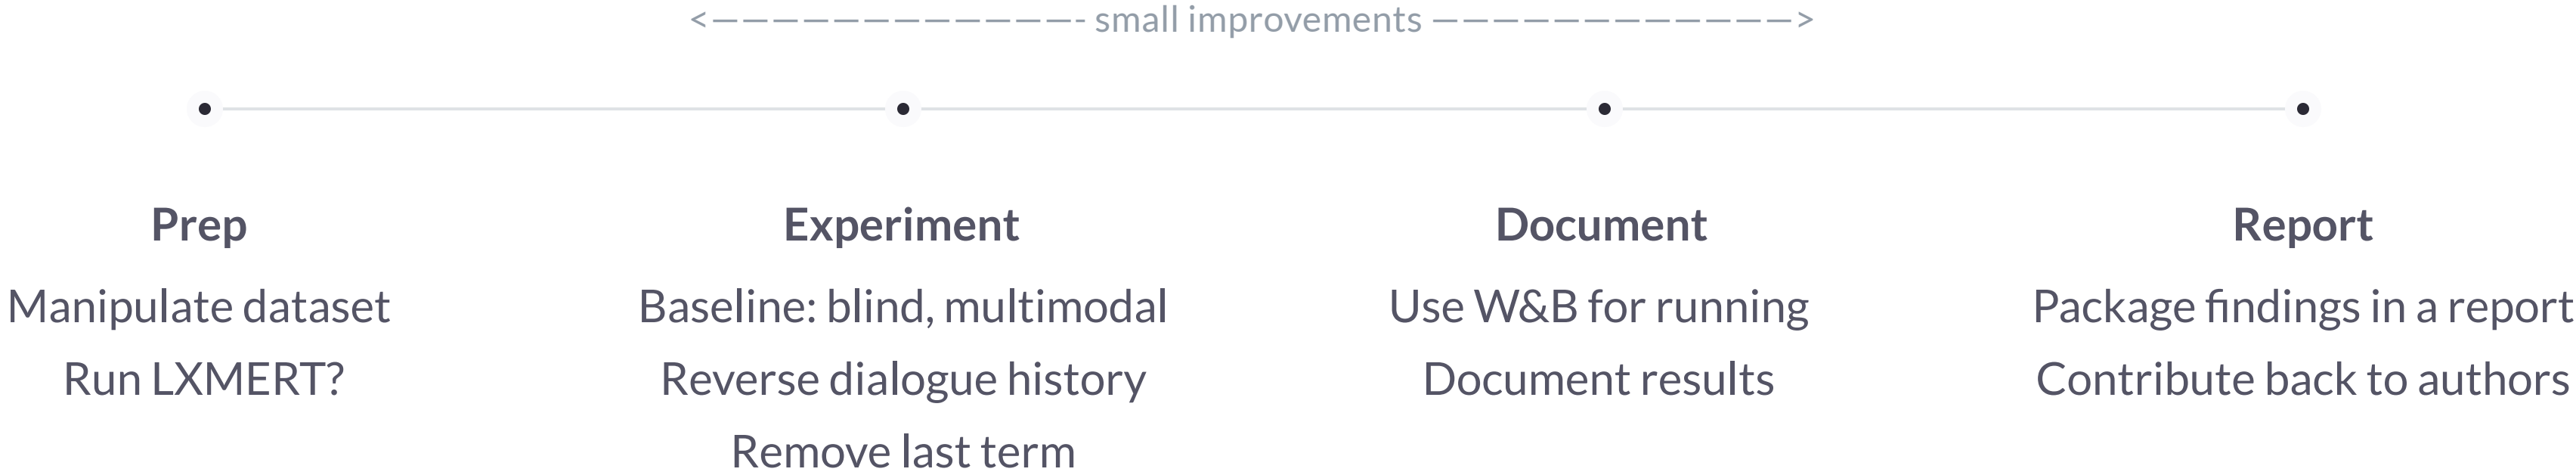 <————————————- small improvements ————————————>
Prep
Manipulate dataset
Run LXMERT?
Experiment
Baseline: blind, multimodal
Reverse dialogue history
Remove last term
Document
Use W&B for running
Document results
Report
Package findings in a report
Contribute back to authors